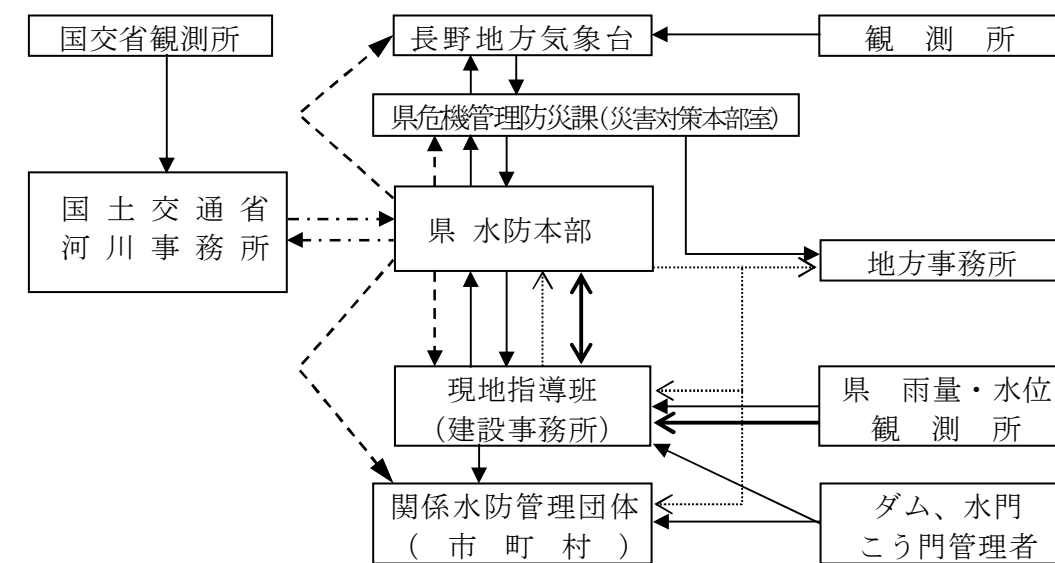 国交省観測所
長野地方気象台
観　測　所
県危機管理防災課（災害対策本部室）
国 土 交 通 省
河 川 事 務 所
県 水防本部
地方事務所
現地指導班
（建設事務所）
県　雨量・水位
観　測　所
関係水防管理団体
（　市　町　村　）
ダム、水門
こう門管理者